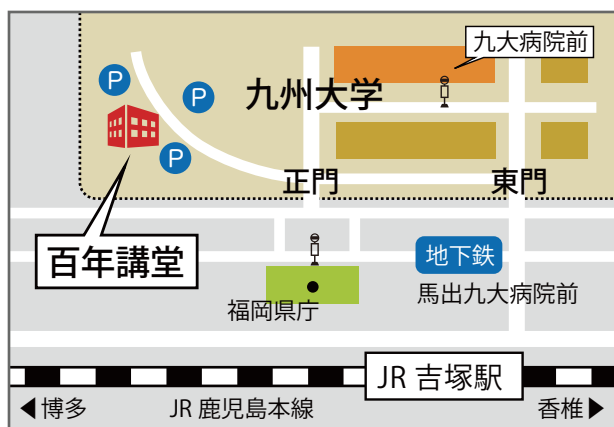 九大病院前
P
P
九州大学
P
正門
東門
百年講堂
地下鉄
馬出九大病院前
福岡県庁
JR 吉塚駅
◀博多
JR 鹿児島本線
香椎▶